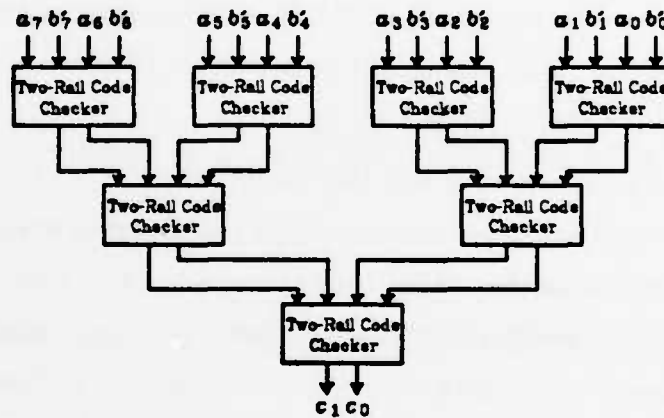 a7 b′7 a6 b′6 a5 b′5 a4 b′4 a3 b′3 a2 b′2 a1 b′1 a0 b′0
Two-Rail Code Checker
Two-Rail Code Checker
Two-Rail Code Checker
Two-Rail Code Checker
Two-Rail Code Checker
Two-Rail Code Checker
Two-Rail Code Checker
c1 c0